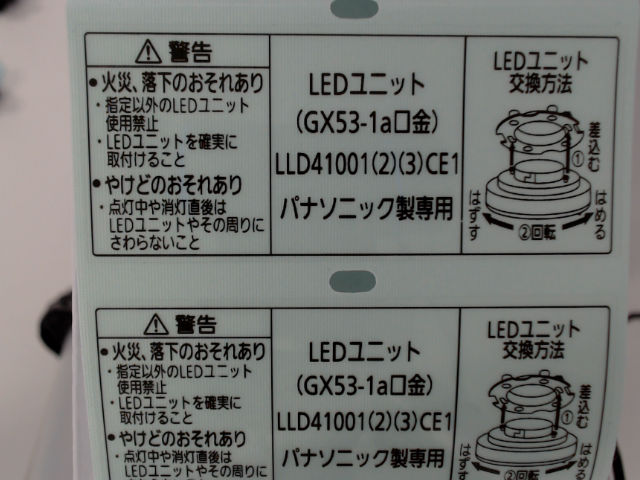 警告
●火災、落下のおそれあり
・指定以外のLEDユニット
使用禁止
・LEDユニットを確実に
取付けること
●やけどのおそれあり
・点灯中や消灯直後は
LEDユニットやその周りに
さわらないこと
LEDユニット
(GX53-1a口金)
LLD41001(2)(3)CE1
パナソニック製専用
LEDユニット
交換方法
差込む
①
はずす
はめる
②回転
警告
●火災、落下のおそれあり
・指定以外のLEDユニット
使用禁止
・LEDユニットを確実に
取付けること
●やけどのおそれあり
・点灯中や消灯直後は
LEDユニットやその周りに
さわらないこと
LEDユニット
(GX53-1a口金)
LLD41001(2)(3)CE1
パナソニック製専用
LEDユニット
交換方法
差込む
①
はずす
はめる
②回転